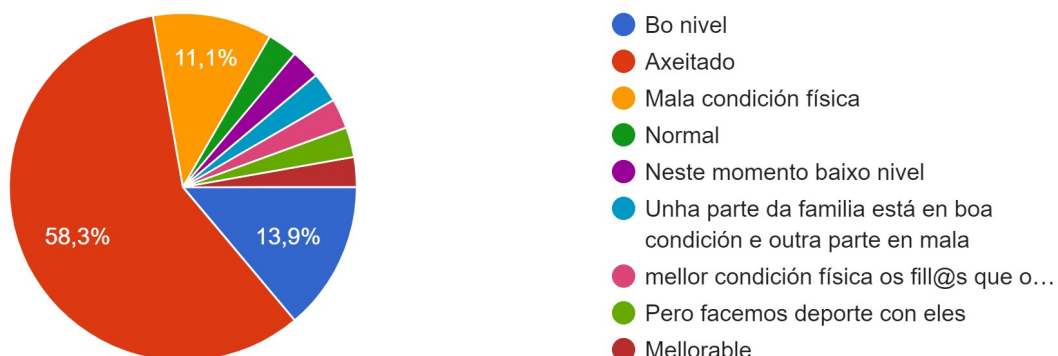 11,1%
58,3%
13,9%
Bo nivel
Axeitado
Mala condición física
Normal
Neste momento baixo nivel
Unha parte da familia está en boa
condición e outra parte en mala
mellor condición física os fill@s que o…
Pero facemos deporte con eles
Mellorable